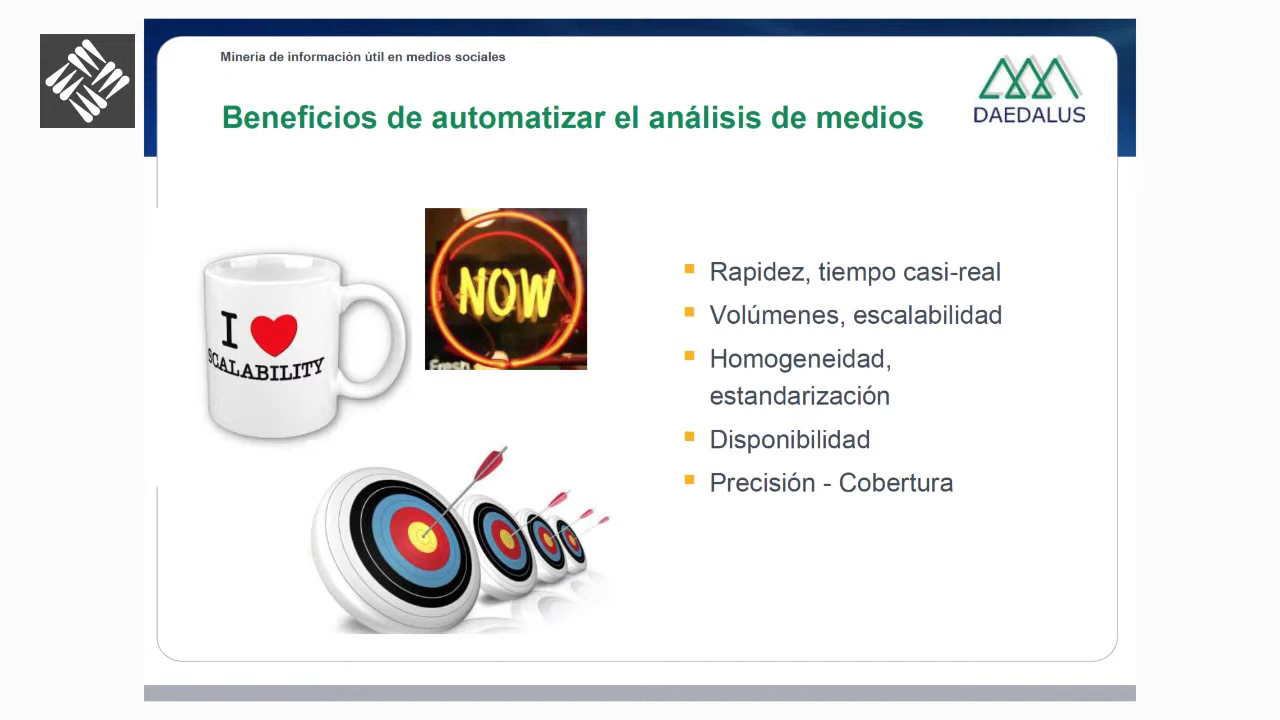 Minería de información útil en medios sociales
Beneficios de automatizar el análisis de medios
DAEDALUS
NOW
Fresh
I
SCALABILITY
Rapidez, tiempo casi-real
Volúmenes, escalabilidad
Homogeneidad,
estandarización
Disponibilidad
Precisión - Cobertura